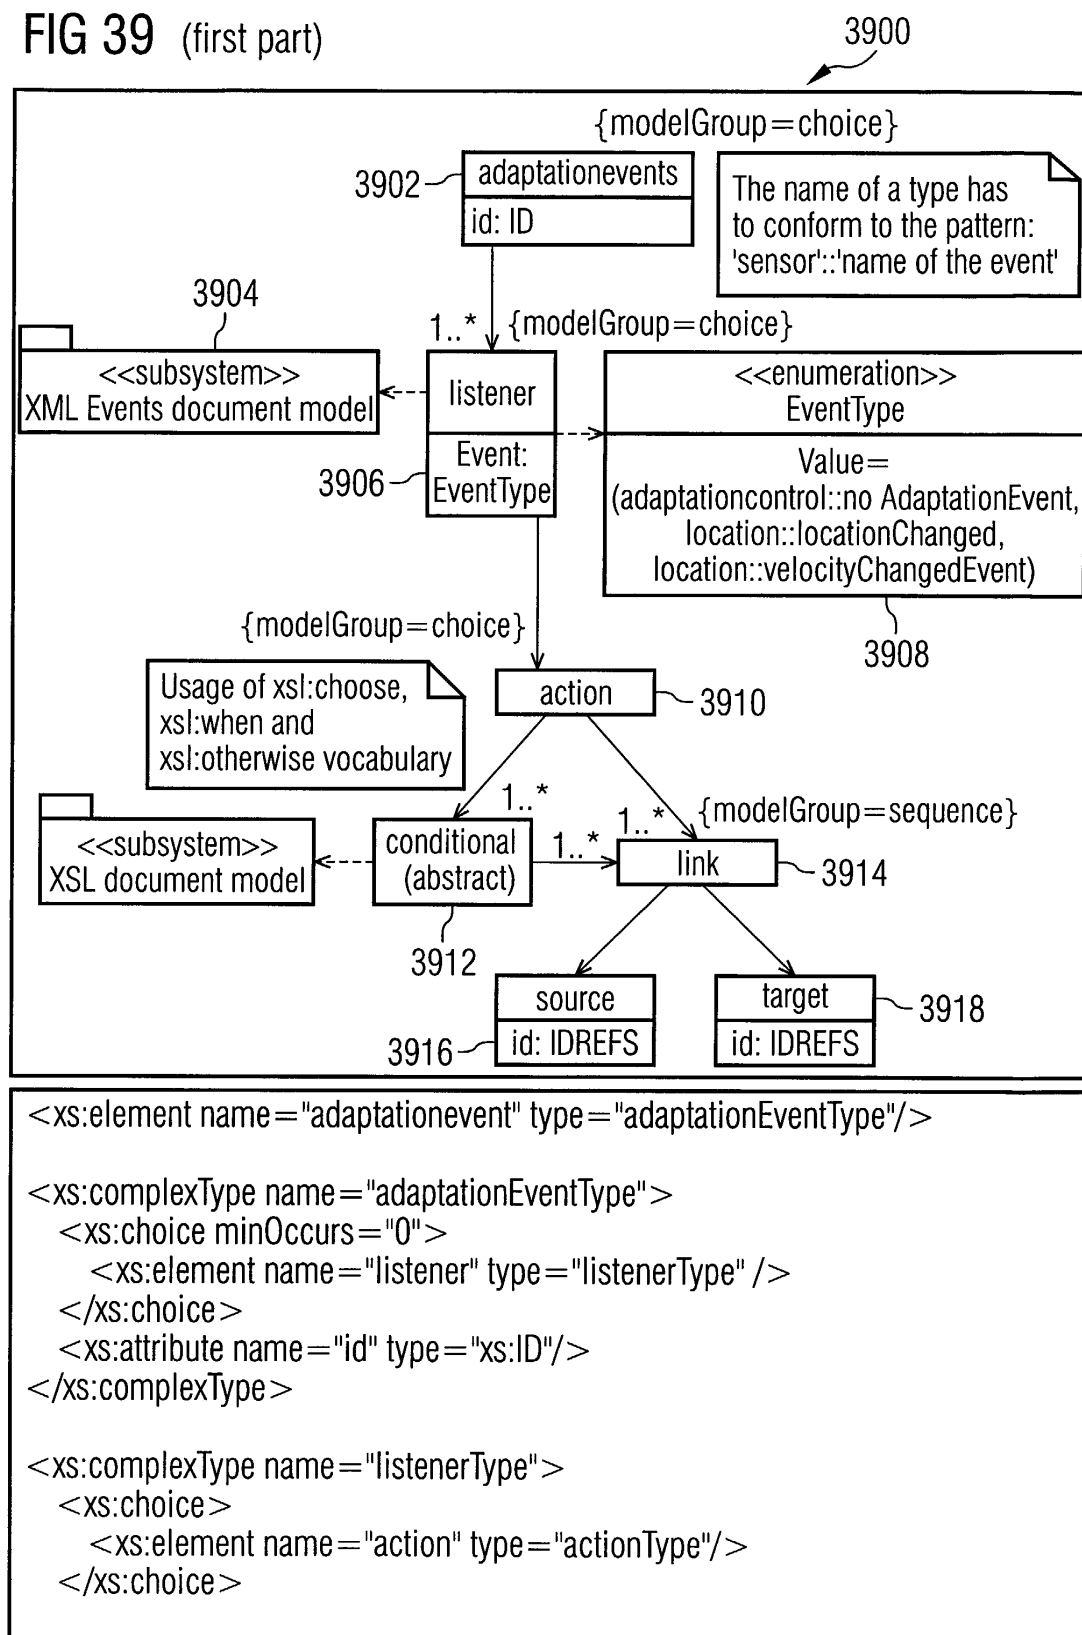 FIG 39 (first part)
3900
{modelGroup=choice}
3902
adaptationevents
id: ID
The name of a type has
to conform to the pattern:
'sensor'::'name of the event'
3904
1..*
{modelGroup=choice}
<<subsystem>>
XML Events document model
listener
Event:
EventType
3906
<<enumeration>>
EventType
Value=
(adaptationcontrol::no AdaptationEvent,
location::locationChanged,
location::velocityChangedEvent)
3908
{modelGroup=choice}
Usage of xsl:choose,
xsl:when and
xsl:otherwise vocabulary
action
3910
1..*
1..*
{modelGroup=sequence}
<<subsystem>>
XSL document model
conditional
(abstract)
1..*
link
3914
3912
source
id: IDREFS
3916
target
id: IDREFS
3918
<xs:element name="adaptationevent" type="adaptationEventType"/>
<xs:complexType name="adaptationEventType">
<xs:choice minOccurs="0">
<xs:element name="listener" type="listenerType" />
</xs:choice>
<xs:attribute name="id" type="xs:ID"/>
</xs:complexType>
<xs:complexType name="listenerType">
<xs:choice>
<xs:element name="action" type="actionType"/>
</xs:choice>